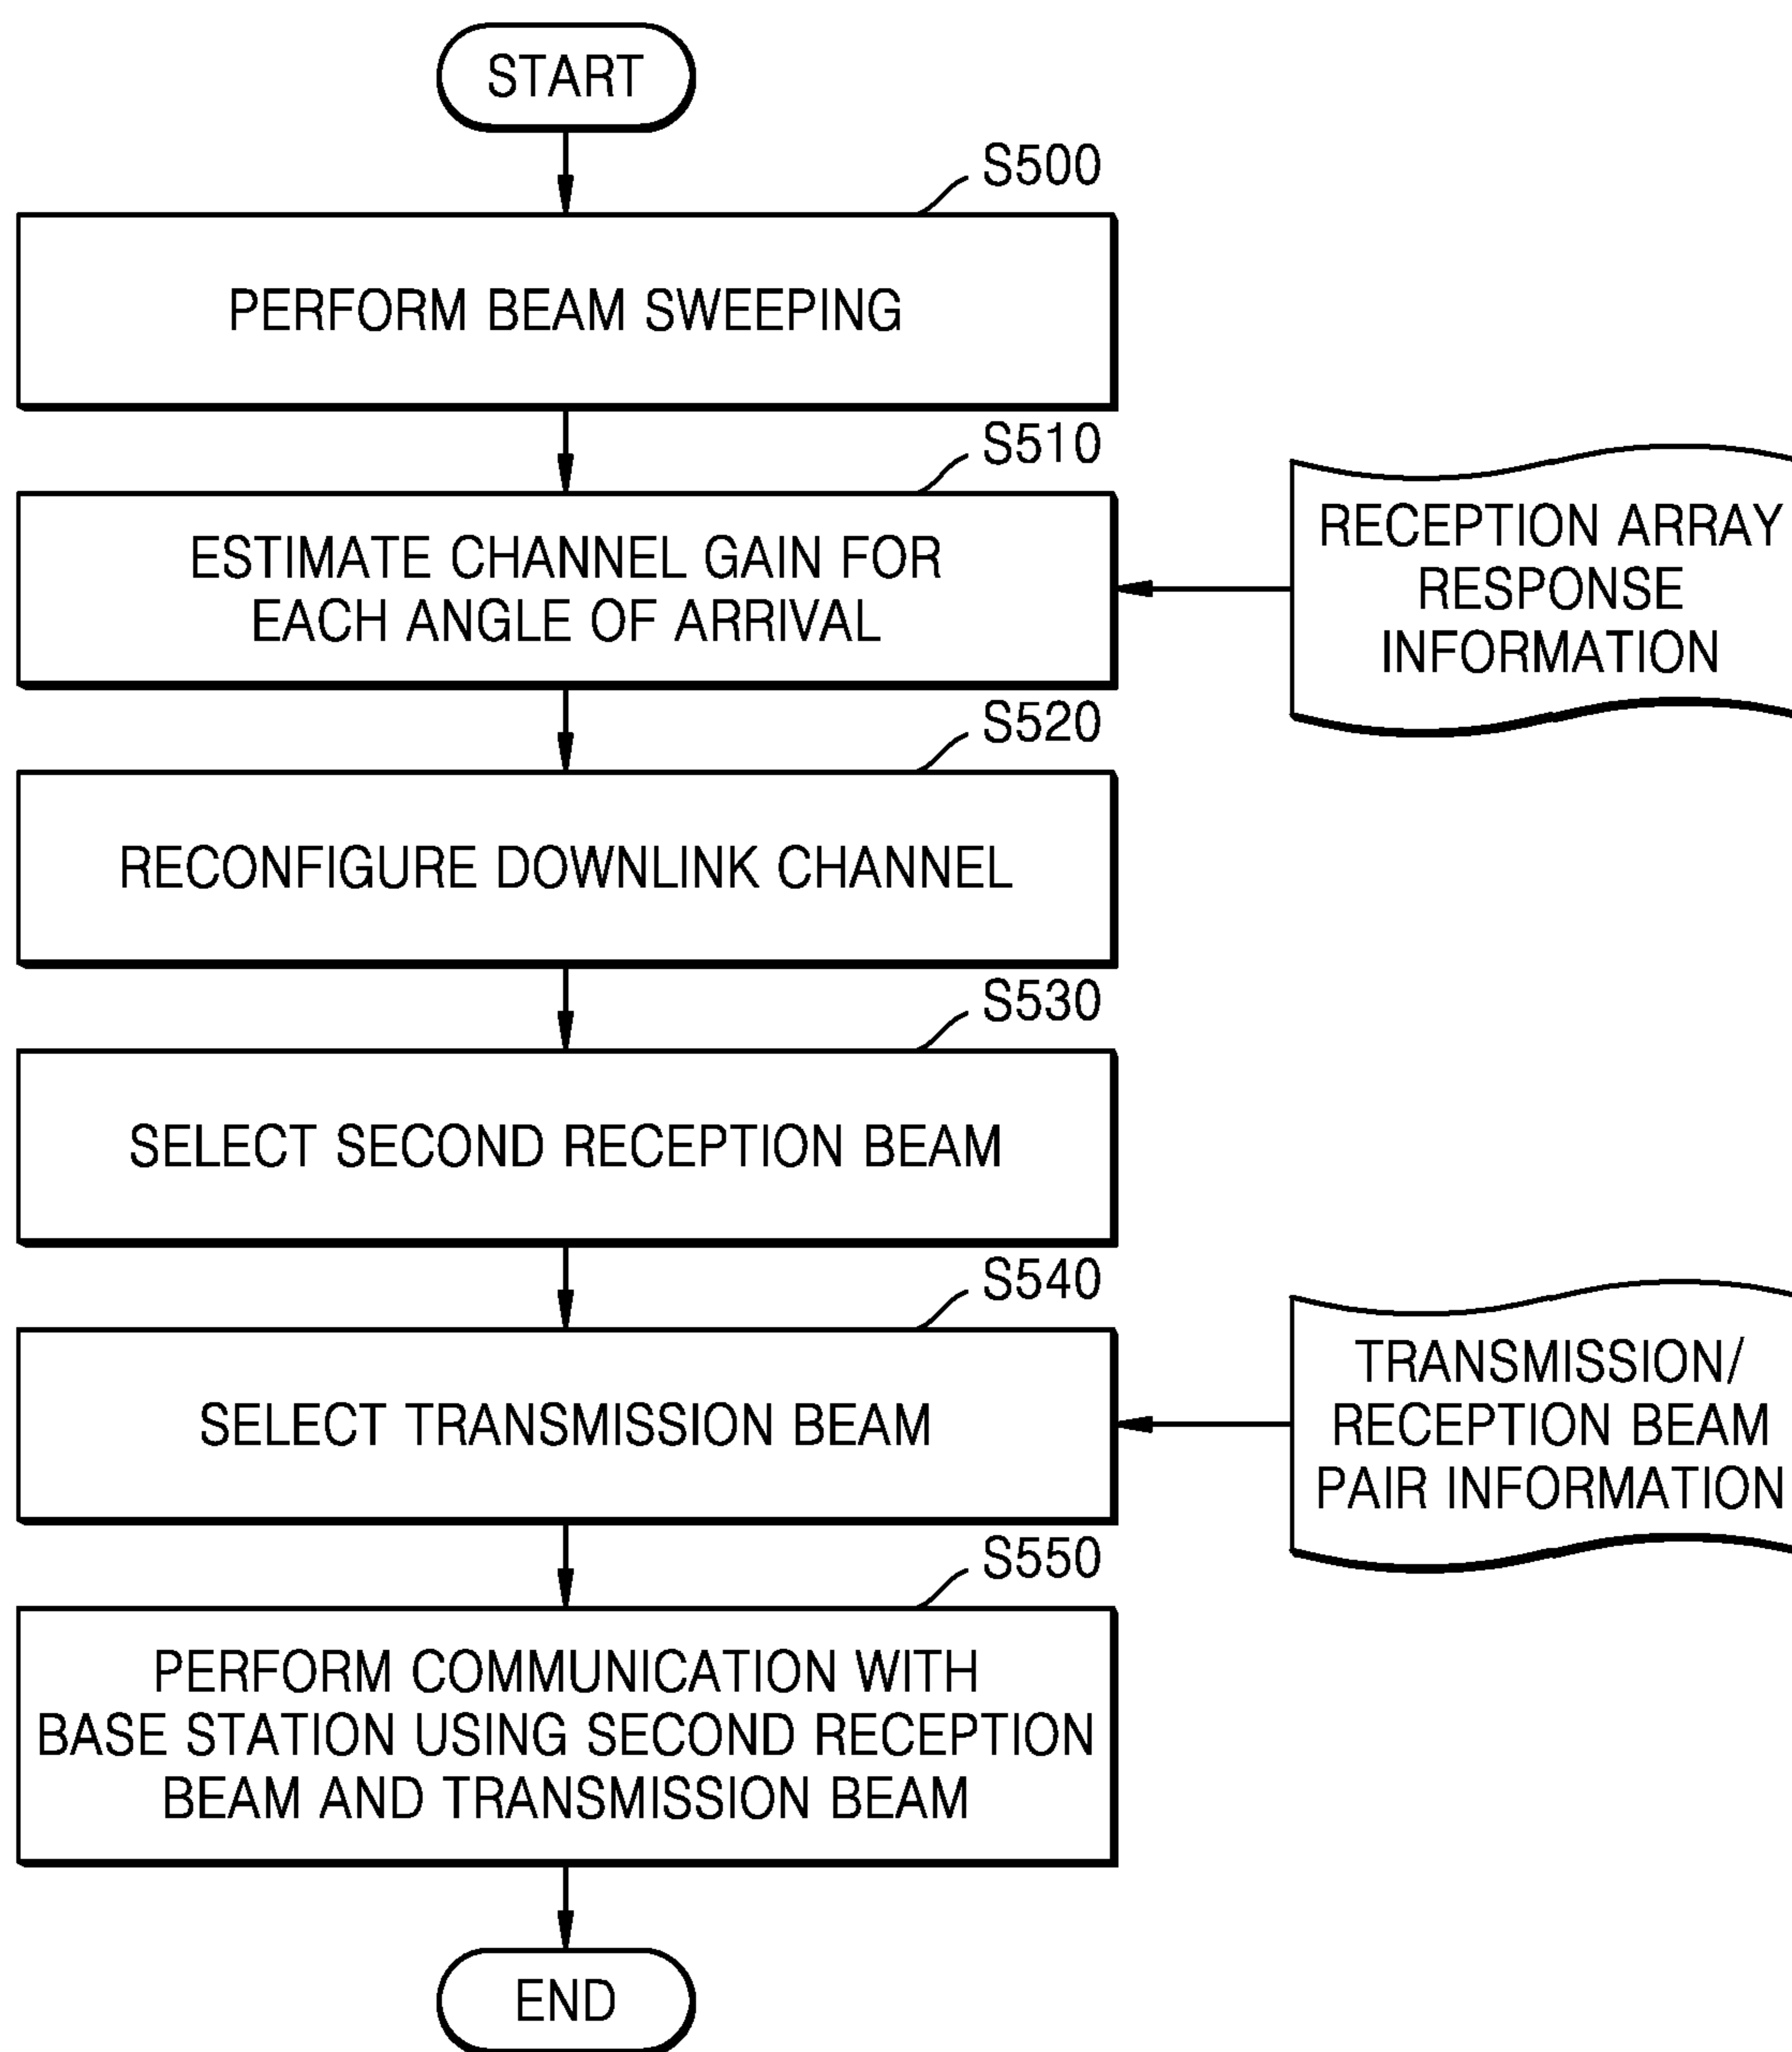 START
S500
PERFORM BEAM SWEEPING
S510
ESTIMATE CHANNEL GAIN FOR
EACH ANGLE OF ARRIVAL
RECEPTION ARRAY
RESPONSE
INFORMATION
S520
RECONFIGURE DOWNLINK CHANNEL
S530
SELECT SECOND RECEPTION BEAM
S540
SELECT TRANSMISSION BEAM
TRANSMISSION/
RECEPTION BEAM
PAIR INFORMATION
S550
PERFORM COMMUNICATION WITH
BASE STATION USING SECOND RECEPTION
BEAM AND TRANSMISSION BEAM
END